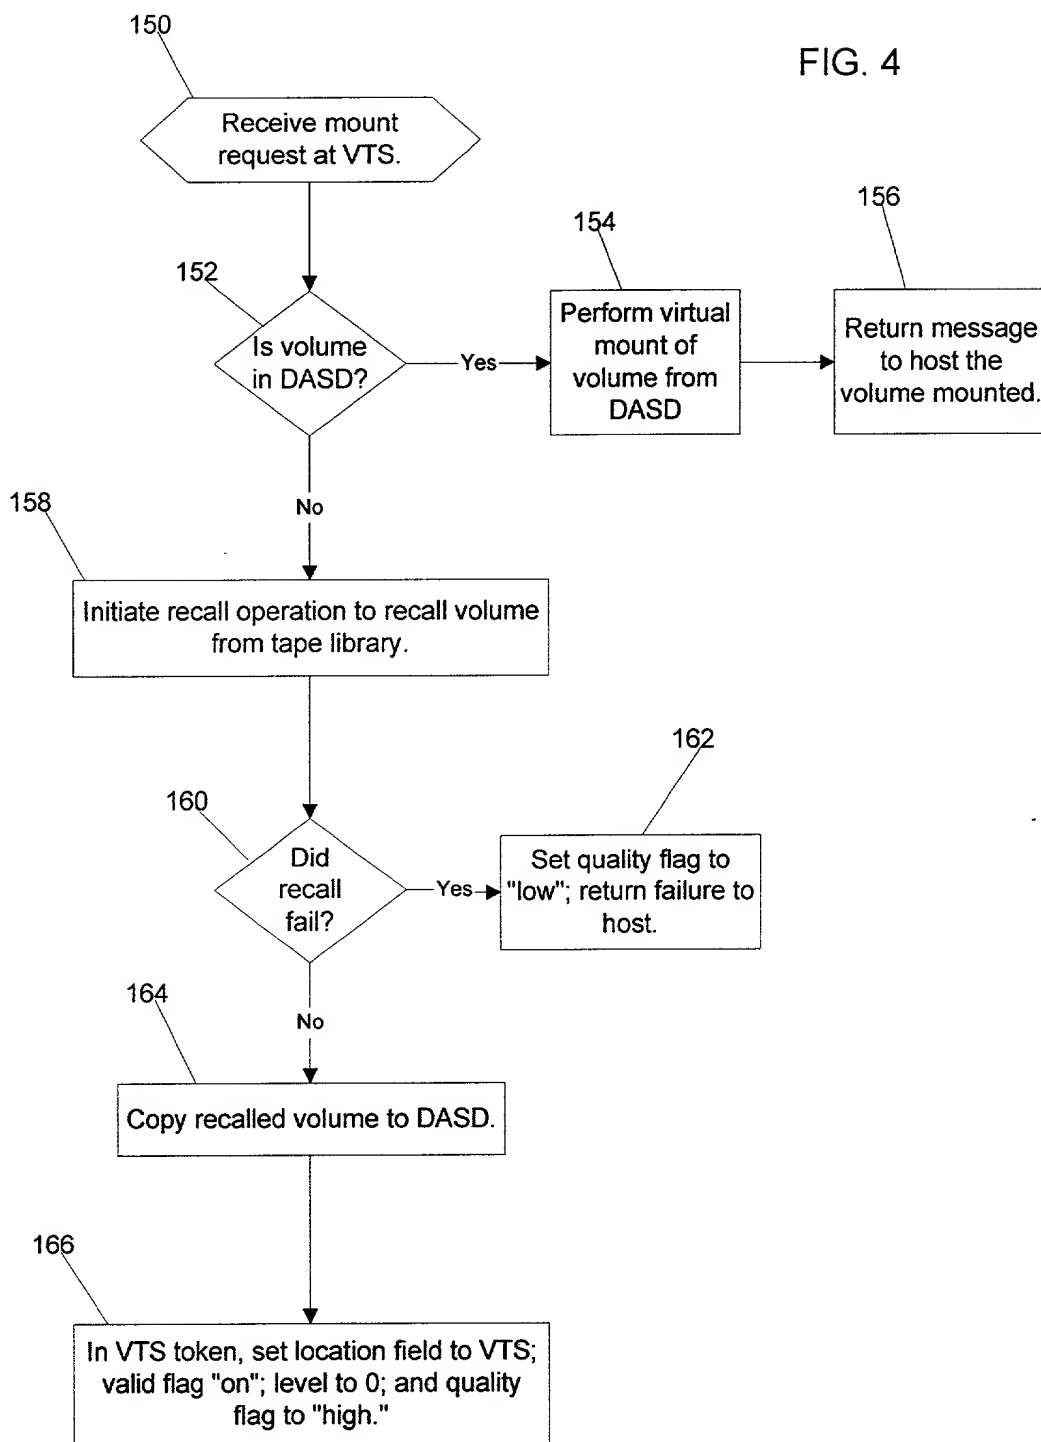 150
FIG. 4
Receive mount
request at VTS.
156
154
152
Is volume
in DASD?
Yes
Perform virtual
mount of
volume from
DASD
Return message
to host the
volume mounted.
No
158
Initiate recall operation to recall volume
from tape library.
162
160
Did
recall
fail?
Yes
Set quality flag to
"low"; return failure to
host.
164
No
Copy recalled volume to DASD.
166
In VTS token, set location field to VTS;
valid flag "on"; level to 0; and quality
flag to "high."